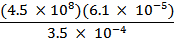 (4.5 × 10⁸)(6.1 × 10⁻⁵)
3.5 × 10⁻⁴